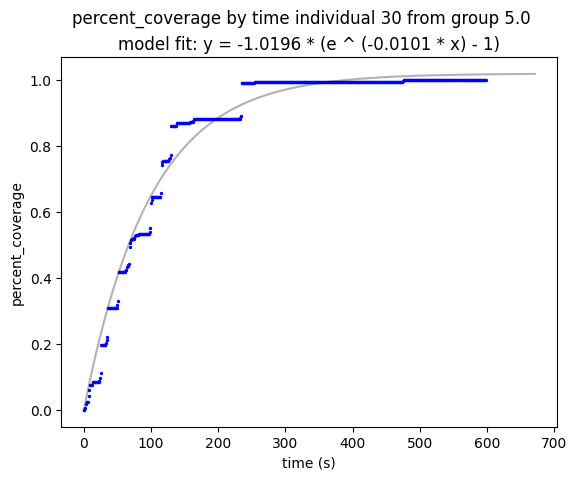 percent_coverage by time individual 30 from group 5.0
model fit: y = -1.0196 * (e ^ (-0.0101 * x) - 1)
1.0
0.8
0.6
0.4
0.2
0.0
percent_coverage
0 100 200 300 400 500 600 700
time (s)